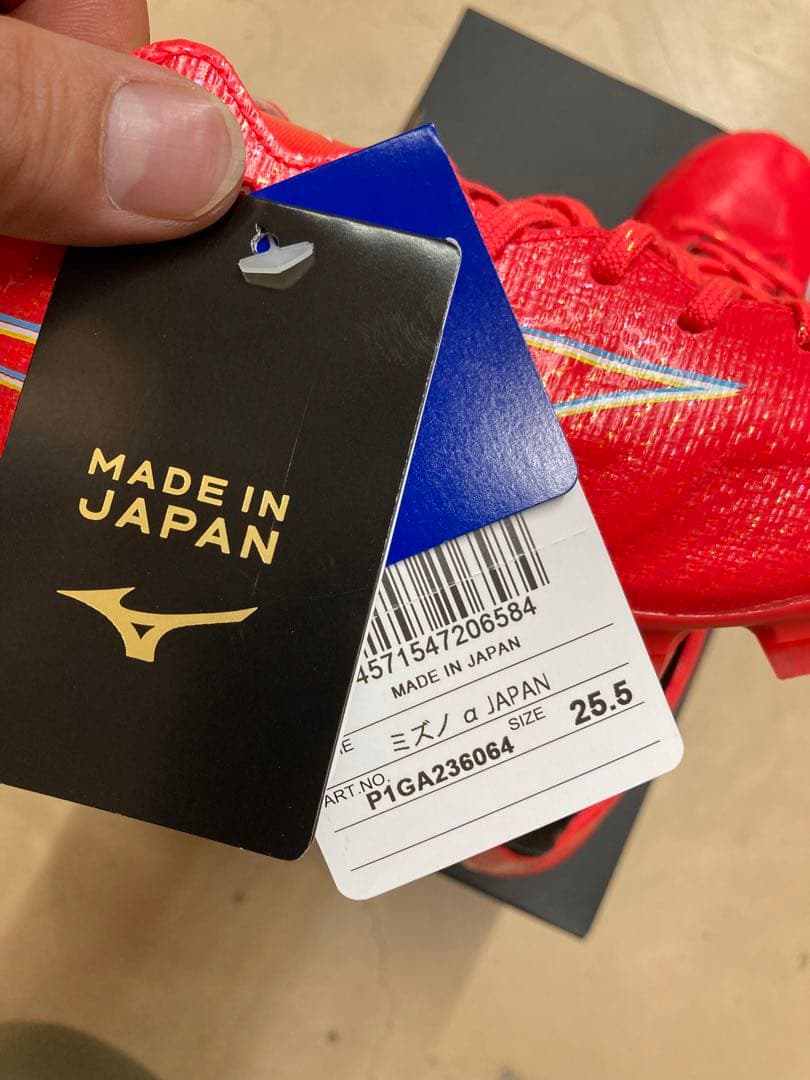 MADE IN
JAPAN
4571547206584
MADE IN JAPAN
ミズノ α JAPAN
ART.NO. P1GA236064 SIZE 25.5